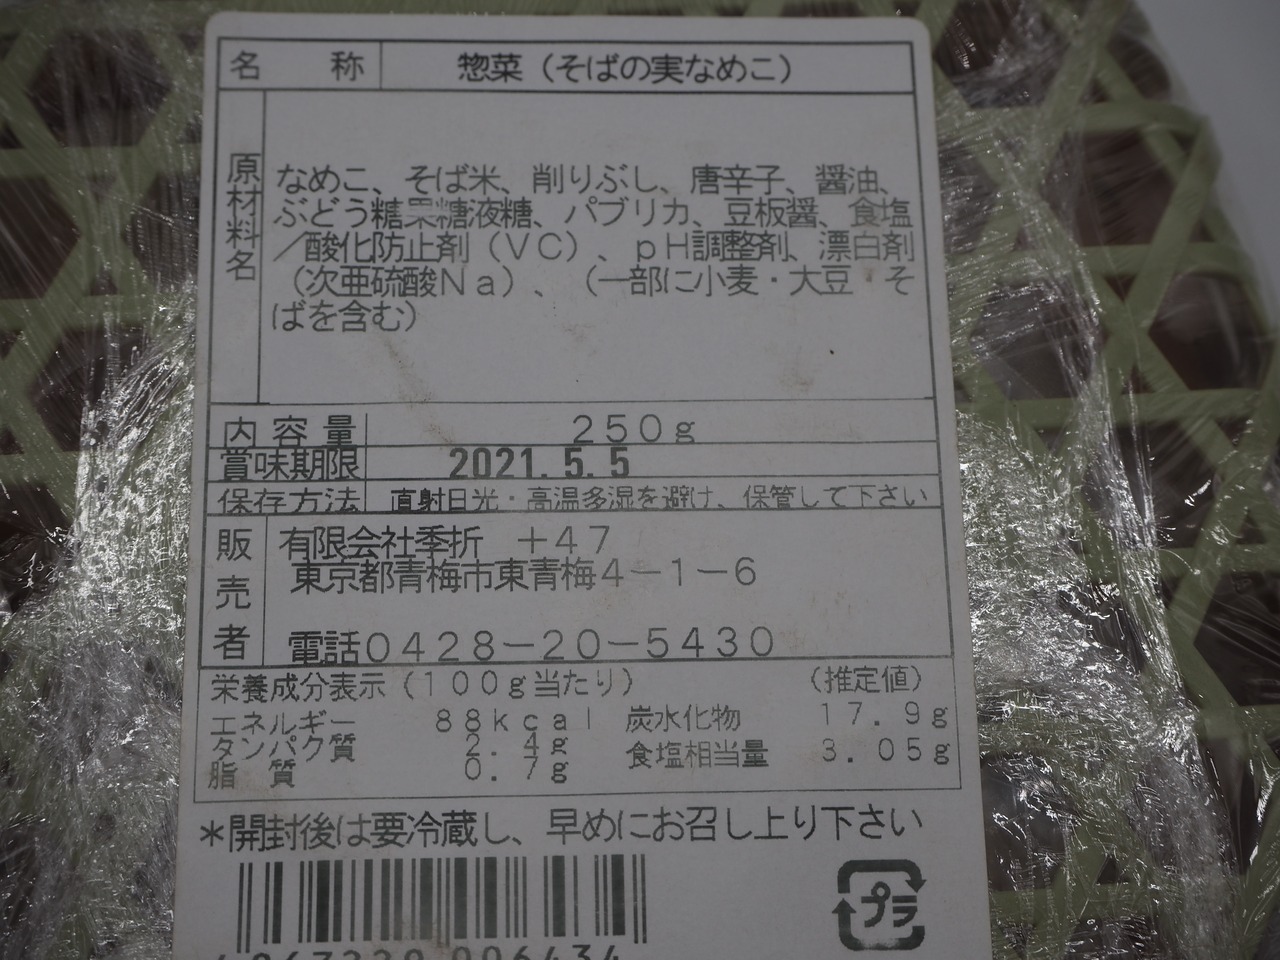 名称 惣菜（そばの実なめこ）
原材料名
なめこ、そば米、削りぶし、唐辛子、醤油、
ぶどう糖果糖液糖、パプリカ、豆板醤、食塩
／酸化防止剤（ＶＣ）、ｐＨ調整剤、漂白剤
（次亜硫酸Ｎａ）、（一部に小麦・大豆・そ
ばを含む）
内容量 ２５０ｇ
賞味期限 2021.5.5
保存方法 直射日光・高温多湿を避け、保管して下さい
販売者
有限会社季折 ＋４７
東京都青梅市東青梅４－１－６
電話０４２８－２０－５４３０
栄養成分表示（１００ｇ当たり） （推定値）
エネルギー ８８ｋｃａｌ 炭水化物 １７．９ｇ
タンパク質 ２．４ｇ 食塩相当量 ３．０５ｇ
脂質 ０．７ｇ
＊開封後は要冷蔵し、早めにお召し上り下さい
プラ